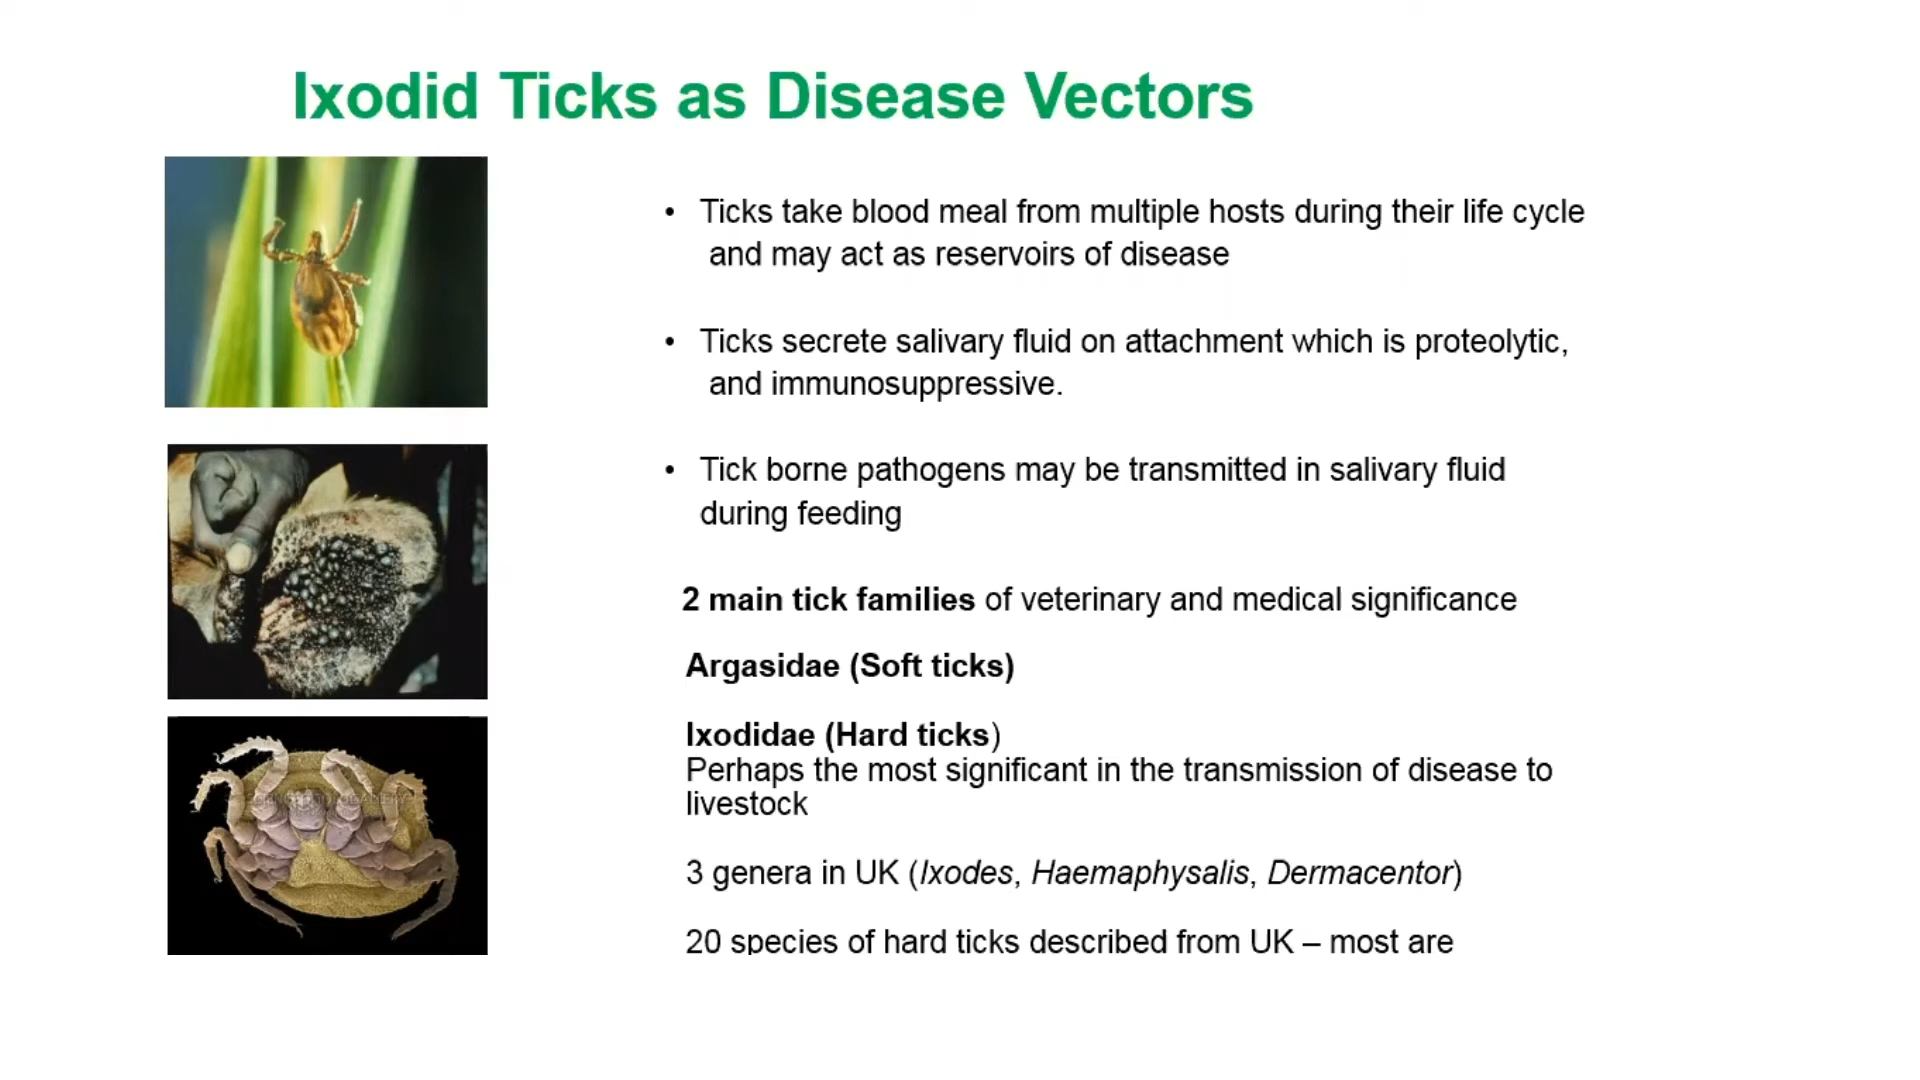 Ixodid Ticks as Disease Vectors
• Ticks take blood meal from multiple hosts during their life cycle
and may act as reservoirs of disease
• Ticks secrete salivary fluid on attachment which is proteolytic,
and immunosuppressive.
• Tick borne pathogens may be transmitted in salivary fluid
during feeding
2 main tick families of veterinary and medical significance
Argasidae (Soft ticks)
Ixodidae (Hard ticks)
Perhaps the most significant in the transmission of disease to
livestock
3 genera in UK (Ixodes, Haemaphysalis, Dermacentor)
20 species of hard ticks described from UK – most are